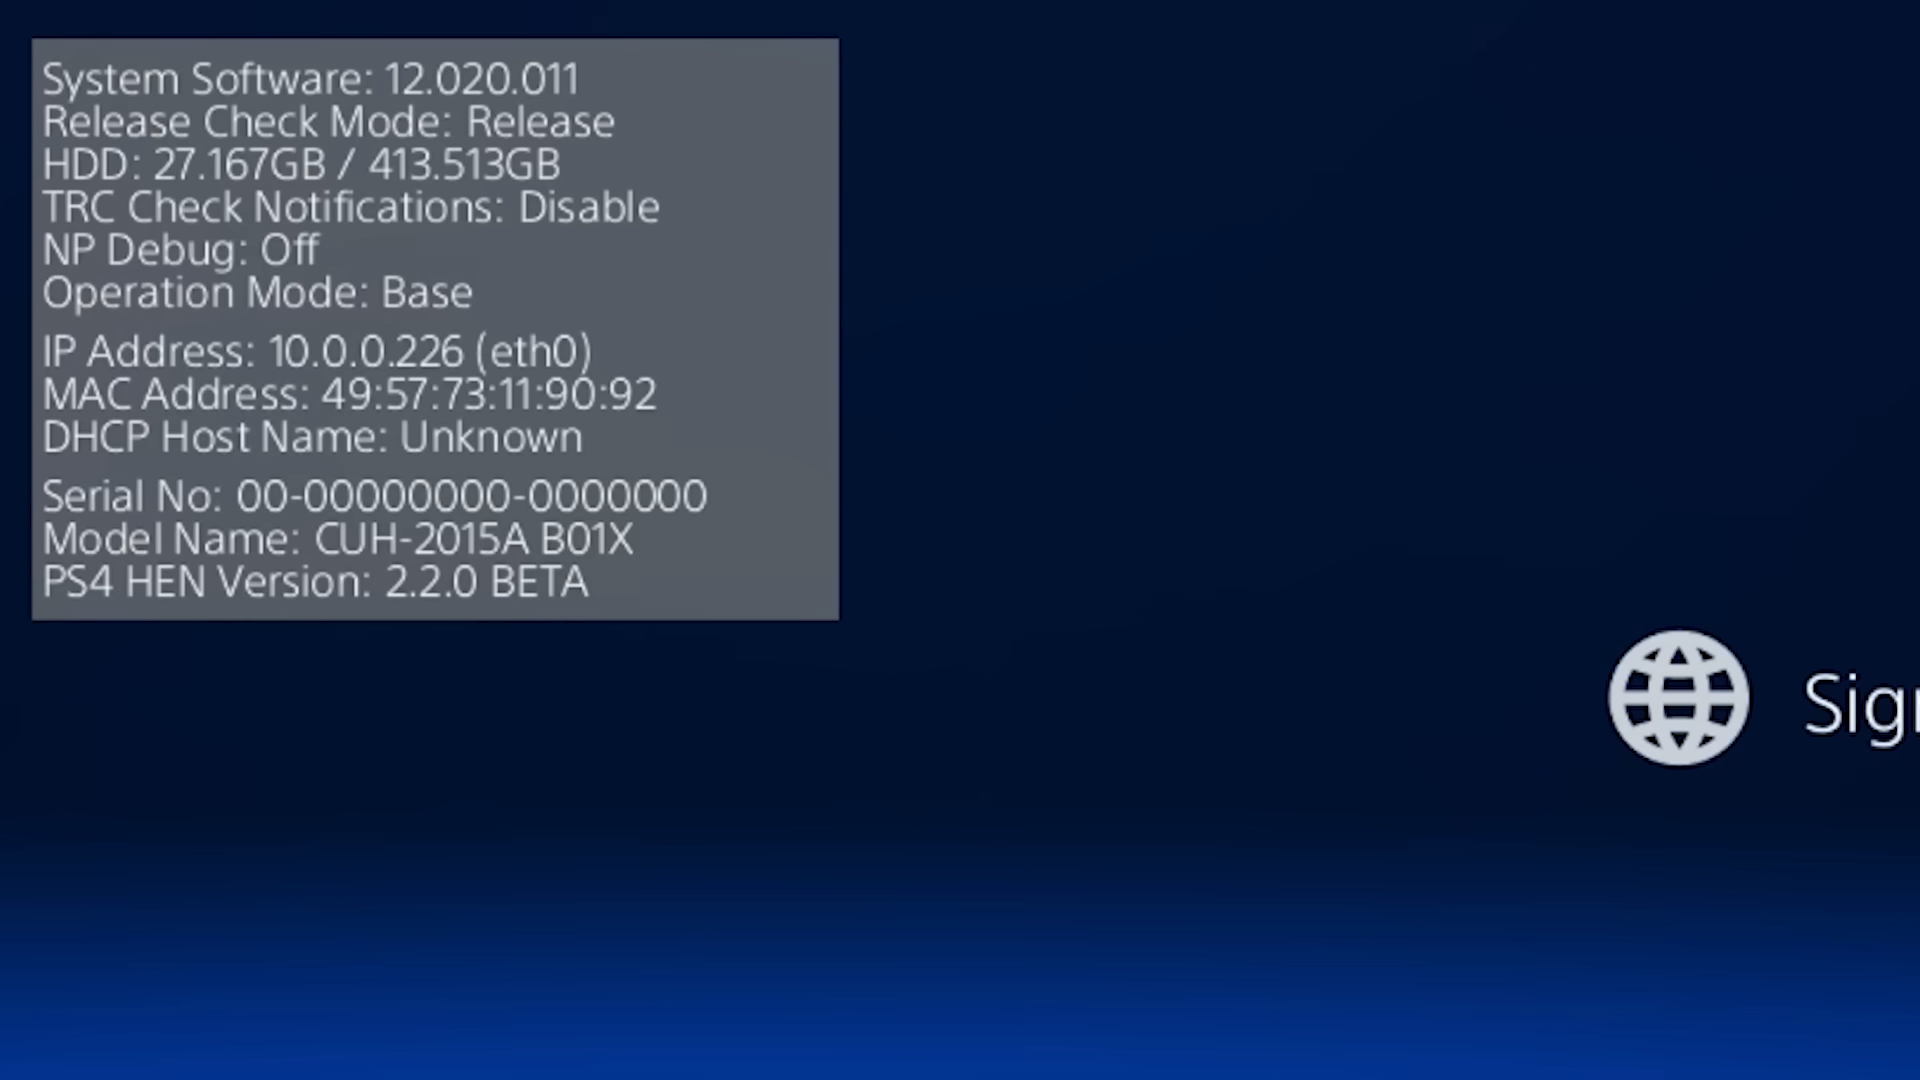 System Software: 12.020.011
Release Check Mode: Release
HDD: 27.167GB / 413.513GB
TRC Check Notifications: Disable
NP Debug: Off
Operation Mode: Base
IP Address: 10.0.0.226 (eth0)
MAC Address: 49:57:73:11:90:92
DHCP Host Name: Unknown
Serial No: 00-00000000-0000000
Model Name: CUH-2015A B01X
PS4 HEN Version: 2.2.0 BETA